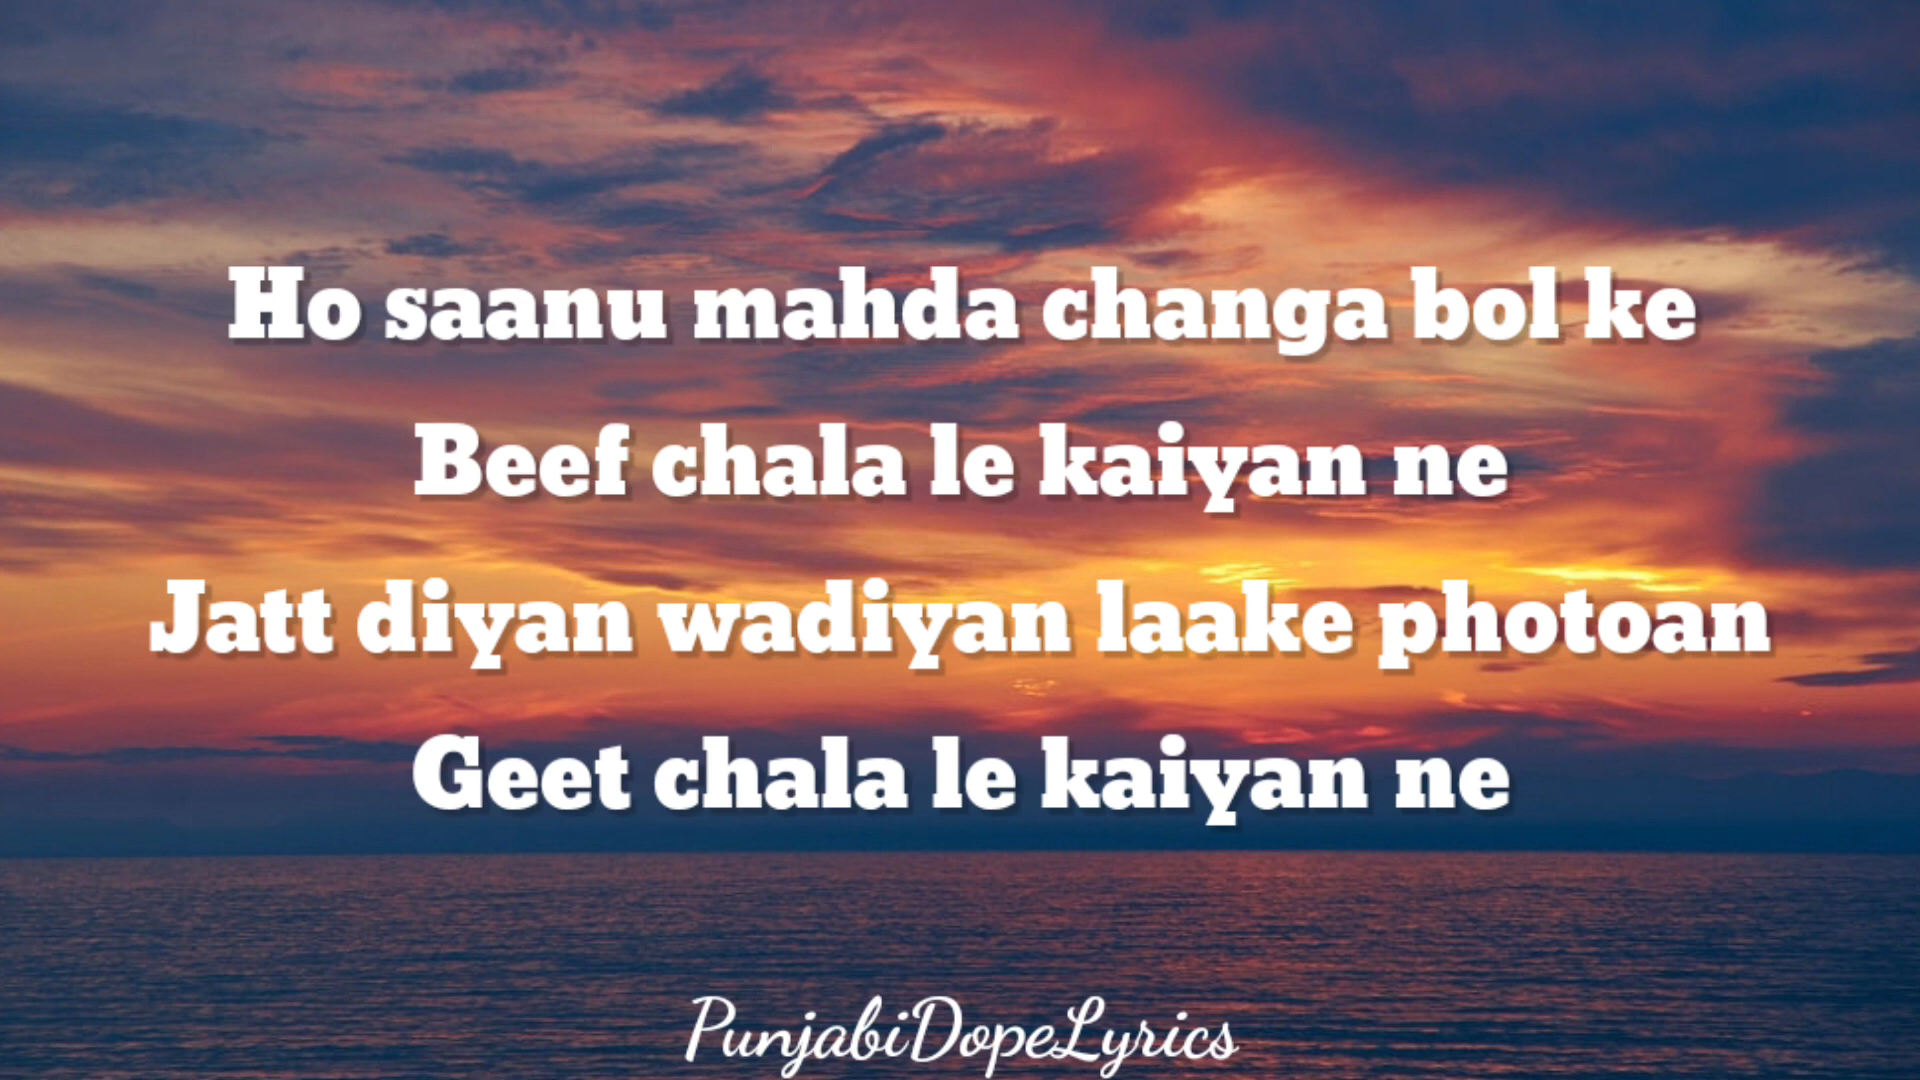 Ho saanu mahda changa bol ke
Beef chala le kaiyan ne
Jatt diyan wadiyan laake photoan
Geet chala le kaiyan ne
PunjabiDopeLyrics